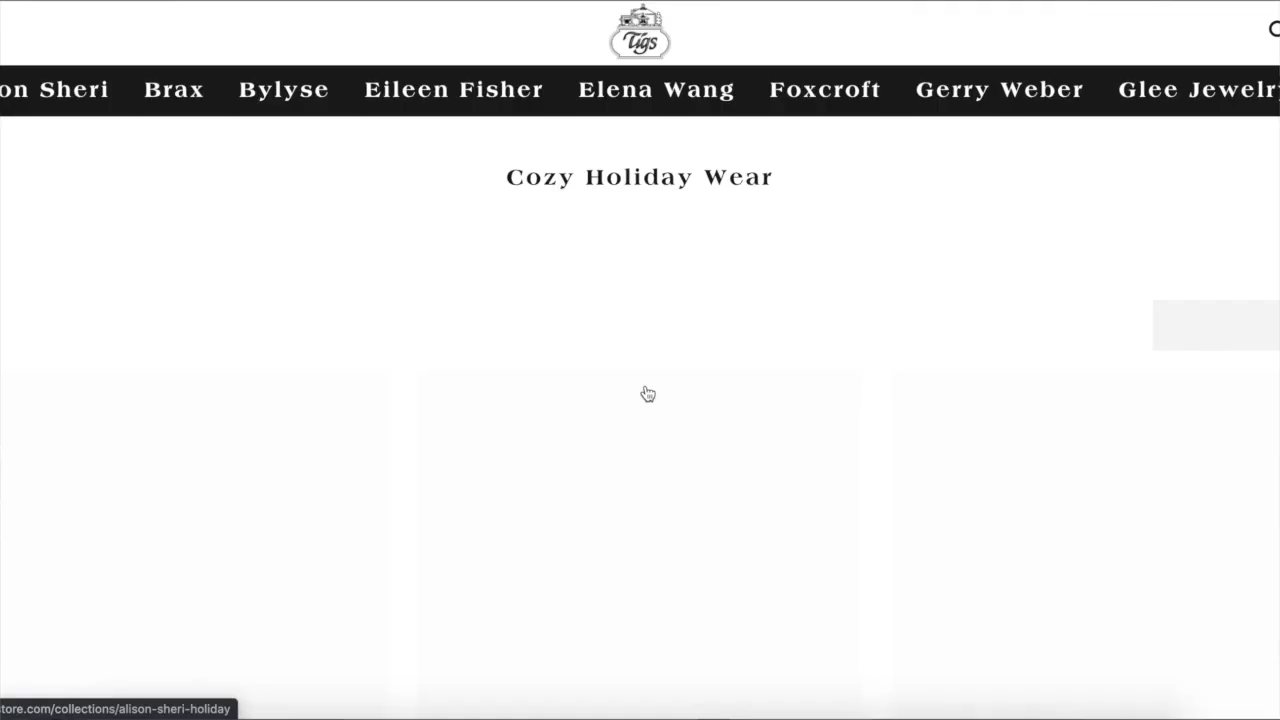 Tigs
on Sheri Brax Bylyse Eileen Fisher Elena Wang Foxcroft Gerry Weber Glee Jewelry
Cozy Holiday Wear
store.com/collections/alison-sheri-holiday